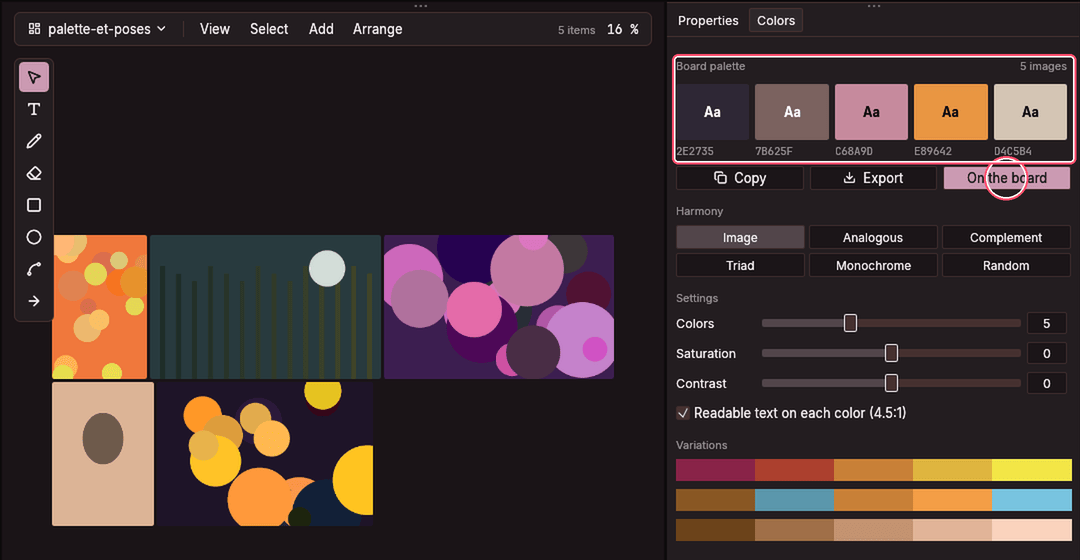 palette-et-poses View Select Add Arrange 5 items 16 %
T
Properties Colors
Board palette 5 images
Aa Aa Aa Aa Aa
2E2735 7B625F C68A9D E89642 D4C5B4
Copy Export On the board
Harmony
Image Analogous Complement
Triad Monochrome Random
Settings
Colors 5
Saturation 0
Contrast 0
Readable text on each color (4.5:1)
Variations